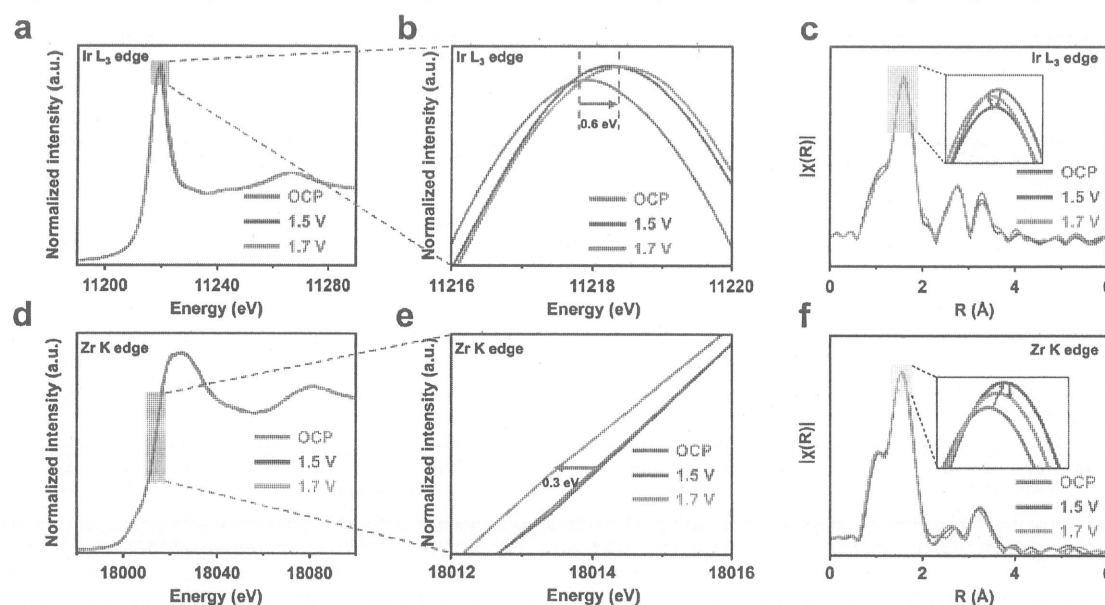 a
Ir L₃ edge
Normalized intensity (a.u.)
OCP
1.5 V
1.7 V
11200 11240 11280
Energy (eV)
b
Ir L₃ edge
Normalized intensity (a.u.)
0.6 eV
OCP
1.5 V
1.7 V
11216 11218 11220
Energy (eV)
c
Ir L₃ edge
|χ(R)|
OCP
1.5 V
1.7 V
0 2 4 6
R (Å)
d
Zr K edge
Normalized intensity (a.u.)
OCP
1.5 V
1.7 V
18000 18040 18080
Energy (eV)
e
Zr K edge
Normalized intensity (a.u.)
0.3 eV
OCP
1.5 V
1.7 V
18012 18014 18016
Energy (eV)
f
Zr K edge
|χ(R)|
OCP
1.5 V
1.7 V
0 2 4 6
R (Å)